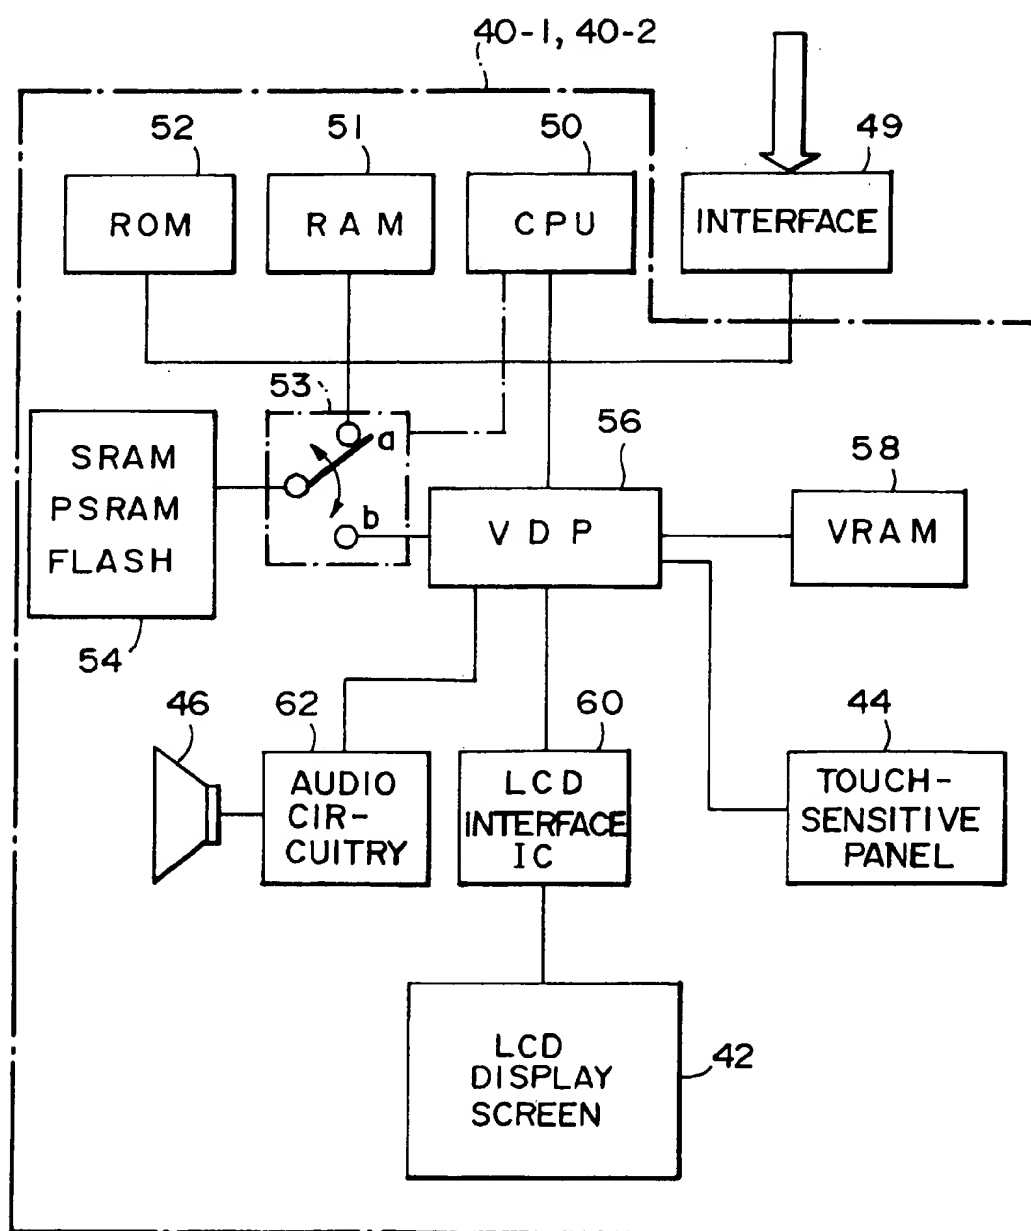 40-1, 40-2
52
51
50
49
ROM
RAM
CPU
INTERFACE
53
a
b
SRAM
PSRAM
FLASH
54
56
VDP
58
VRAM
46
62
AUDIO
CIR-
CUITRY
60
LCD
INTERFACE
IC
44
TOUCH-
SENSITIVE
PANEL
LCD
DISPLAY
SCREEN
42